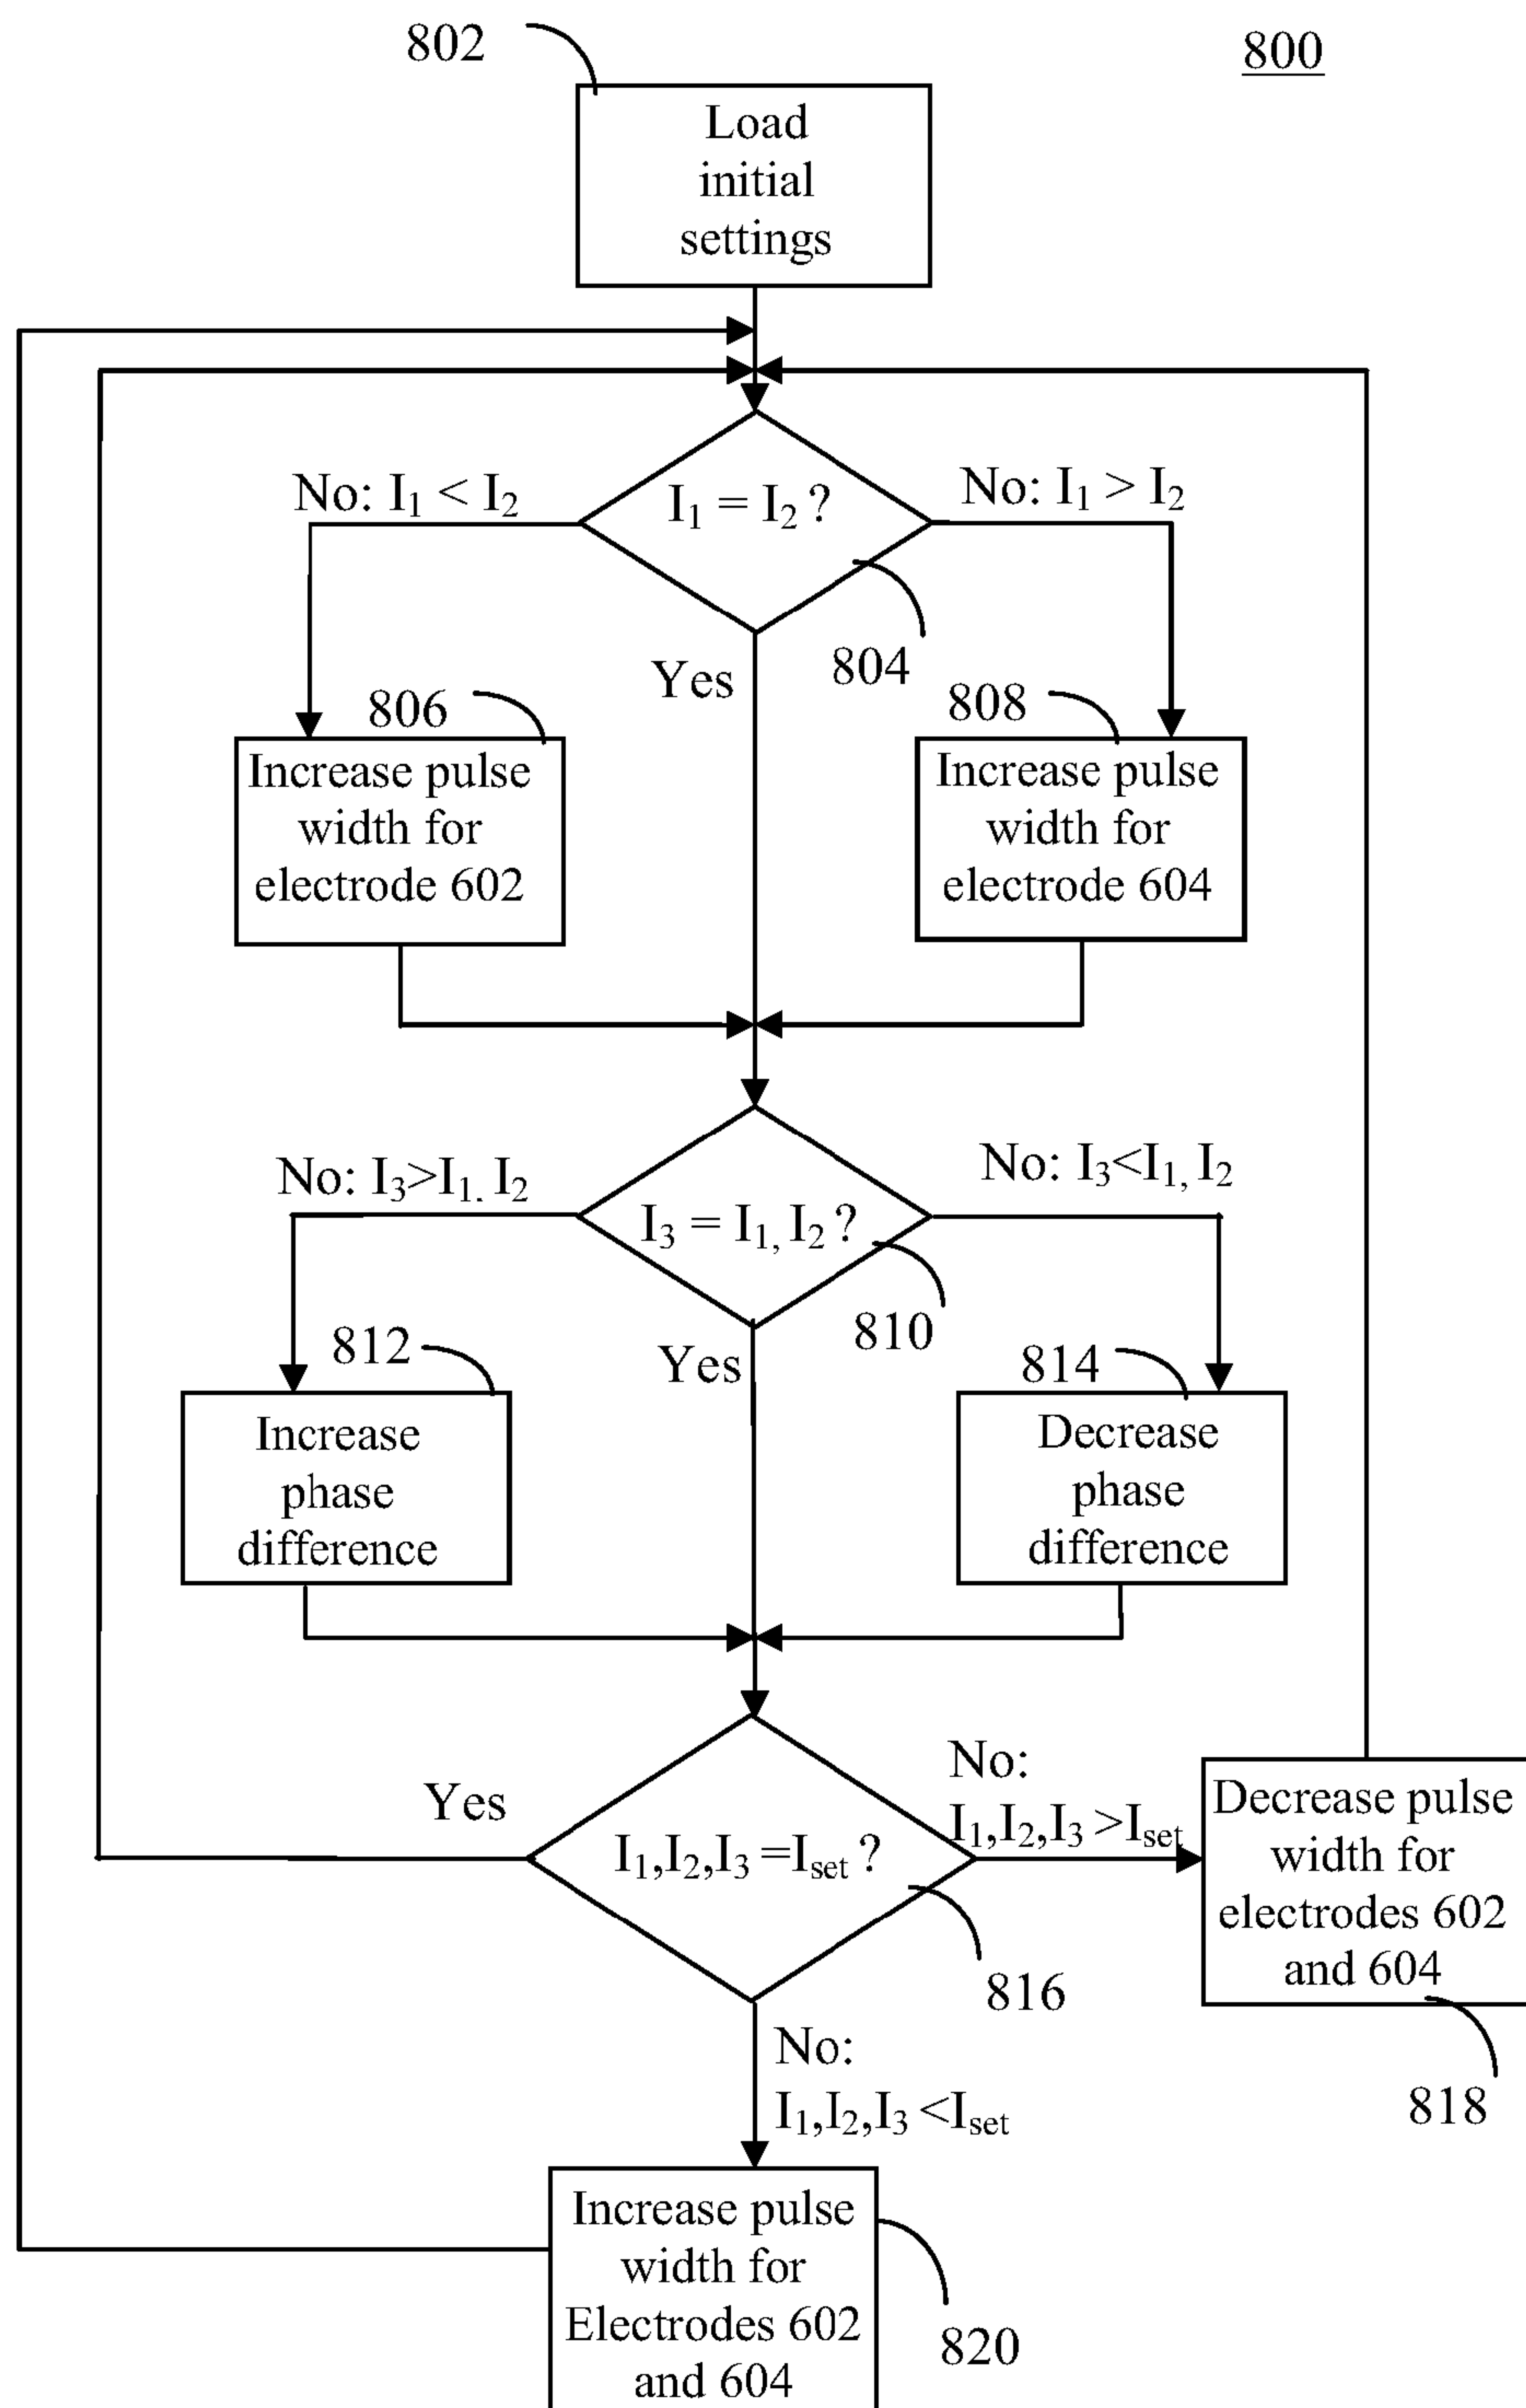 802
800
Load
initial
settings
No: I₁ < I₂
I₁ = I₂ ?
No: I₁ > I₂
804
Yes
806
808
Increase pulse
width for
electrode 602
Increase pulse
width for
electrode 604
No: I₃>I₁, I₂
I₃ = I₁, I₂ ?
No: I₃<I₁, I₂
810
Yes
812
814
Increase
phase
difference
Decrease
phase
difference
Yes
I₁,I₂,I₃ =Iset ?
No:
I₁,I₂,I₃ >Iset
Decrease pulse
width for
electrodes 602
and 604
816
818
No:
I₁,I₂,I₃ <Iset
Increase pulse
width for
Electrodes 602
and 604
820